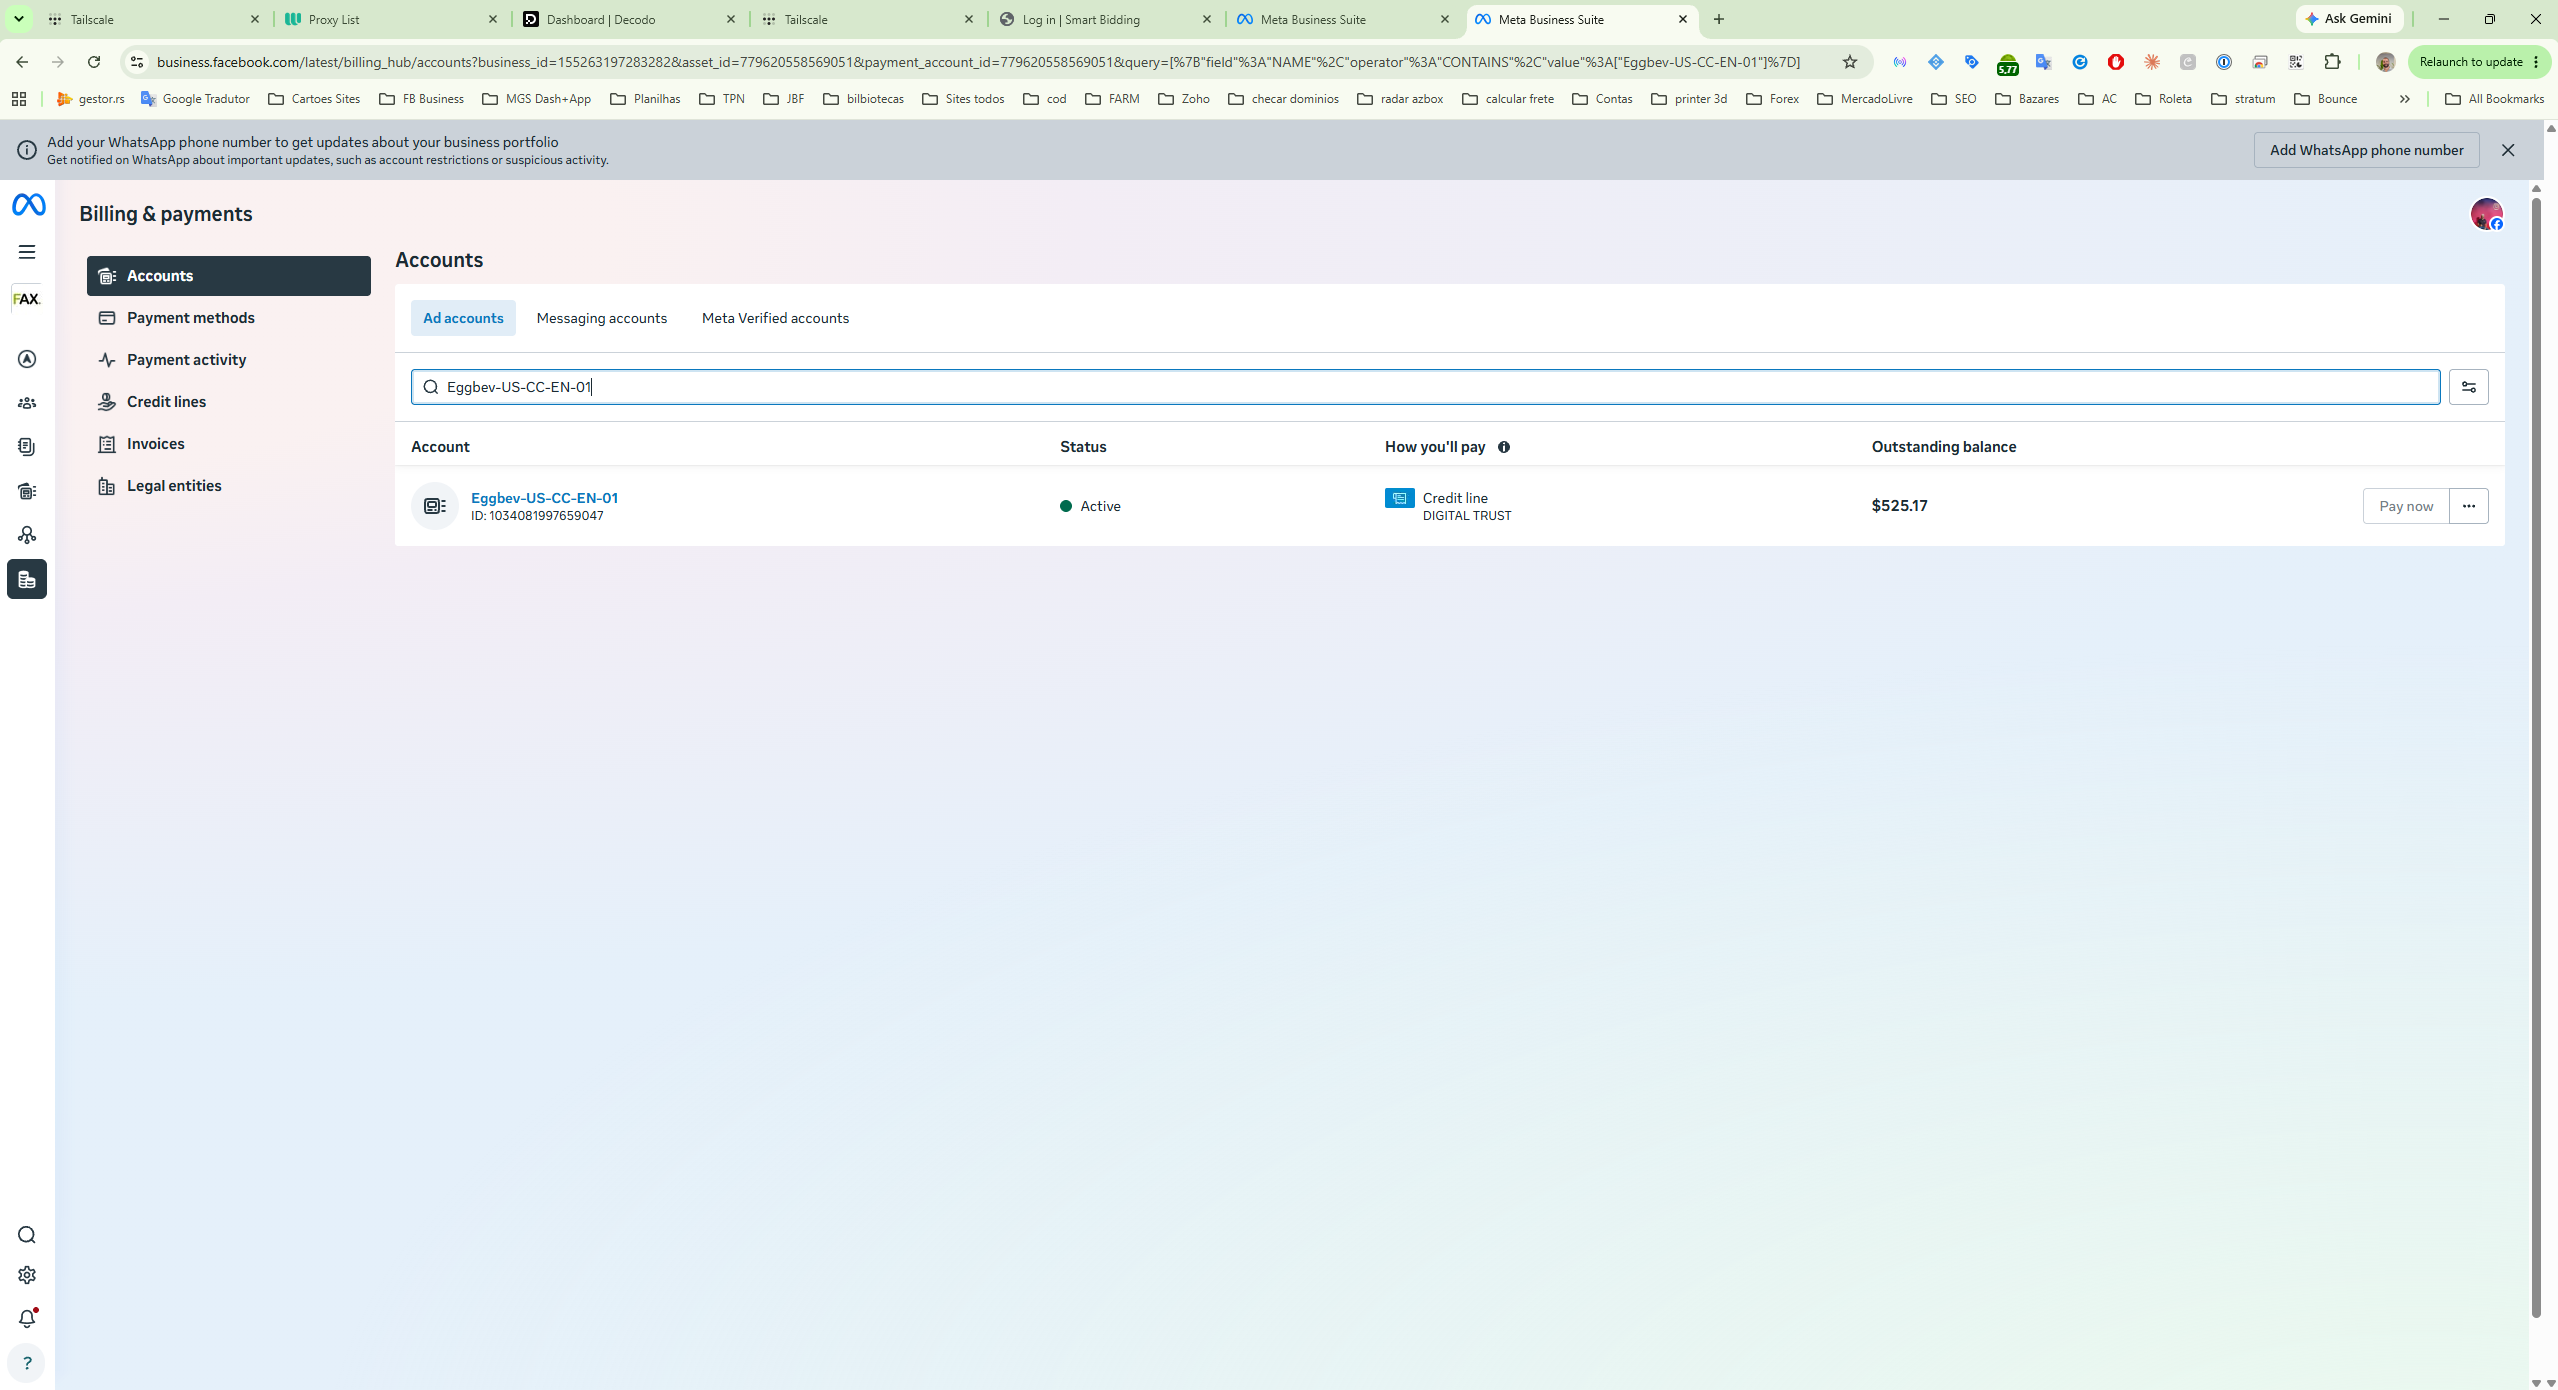 Tailscale
Proxy List
Dashboard | Decodo
Tailscale
Log in | Smart Bidding
Meta Business Suite
Meta Business Suite
Ask Gemini
business.facebook.com/latest/billing_hub/accounts?business_id=155263197283282&asset_id=779620558569051&payment_account_id=779620558569051&query=[%7B"field"%3A"NAME"%2C"operator"%3A"CONTAINS"%2C"value"%3A["Eggbev-US-CC-EN-01"]%7D]
5,77
Relaunch to update
gestor.rs
Google Tradutor
Cartoes Sites
FB Business
MGS Dash+App
Planilhas
TPN
JBF
bilbiotecas
Sites todos
cod
FARM
Zoho
checar dominios
radar azbox
calcular frete
Contas
printer 3d
Forex
MercadoLivre
SEO
Bazares
AC
Roleta
stratum
Bounce
All Bookmarks
Add your WhatsApp phone number to get updates about your business portfolio
Get notified on WhatsApp about important updates, such as account restrictions or suspicious activity.
Add WhatsApp phone number
Billing & payments
FAX.
Accounts
Payment methods
Payment activity
Credit lines
Invoices
Legal entities
Accounts
Ad accounts
Messaging accounts
Meta Verified accounts
Eggbev-US-CC-EN-01
Account
Status
How you'll pay
Outstanding balance
Eggbev-US-CC-EN-01
ID: 1034081997659047
Active
Credit line
DIGITAL TRUST
$525.17
Pay now
?